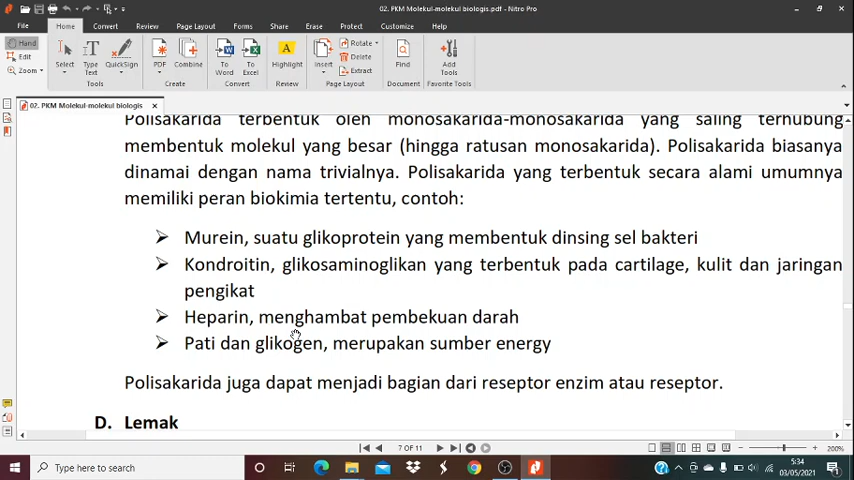 02. PKM Molekul-molekul biologis.pdf - Nitro Pro
File Home Convert Review Page Layout Forms Share Erase Protect Customize Help
Hand
Edit
Zoom
Select
Type Text
QuickSign
Tools
PDF
Combine
Create
To Word
To Excel
Convert
Highlight
Review
Insert
Rotate
Delete
Extract
Page Layout
Find
Document
Add Tools
Favorite Tools
02. PKM Molekul-molekul biologis
Polisakarida terbentuk oleh monosakarida-monosakarida yang saling terhubung
membentuk molekul yang besar (hingga ratusan monosakarida). Polisakarida biasanya
dinamai dengan nama trivialnya. Polisakarida yang terbentuk secara alami umumnya
memiliki peran biokimia tertentu, contoh:
Murein, suatu glikoprotein yang membentuk dinsing sel bakteri
Kondroitin, glikosaminoglikan yang terbentuk pada cartilage, kulit dan jaringan
pengikat
Heparin, menghambat pembekuan darah
Pati dan glikogen, merupakan sumber energy
Polisakarida juga dapat menjadi bagian dari reseptor enzim atau reseptor.
D. Lemak
7 OF 11
200%
Type here to search
5:34
03/05/2021